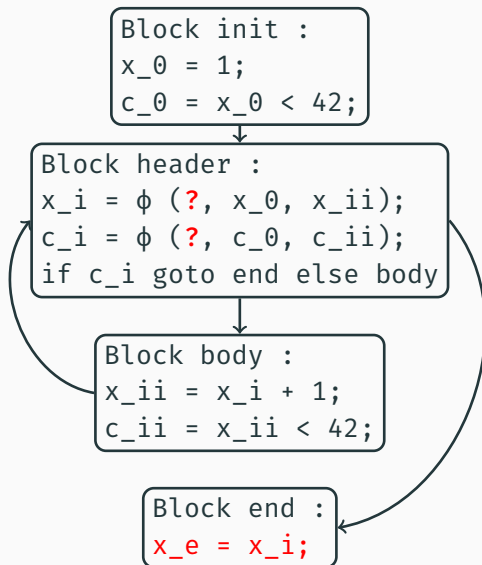 Block init :
x_0 = 1;
c_0 = x_0 < 42;
Block header :
x_i = ϕ (?, x_0, x_ii);
c_i = ϕ (?, c_0, c_ii);
if c_i goto end else body
Block body :
x_ii = x_i + 1;
c_ii = x_ii < 42;
Block end :
x_e = x_i;